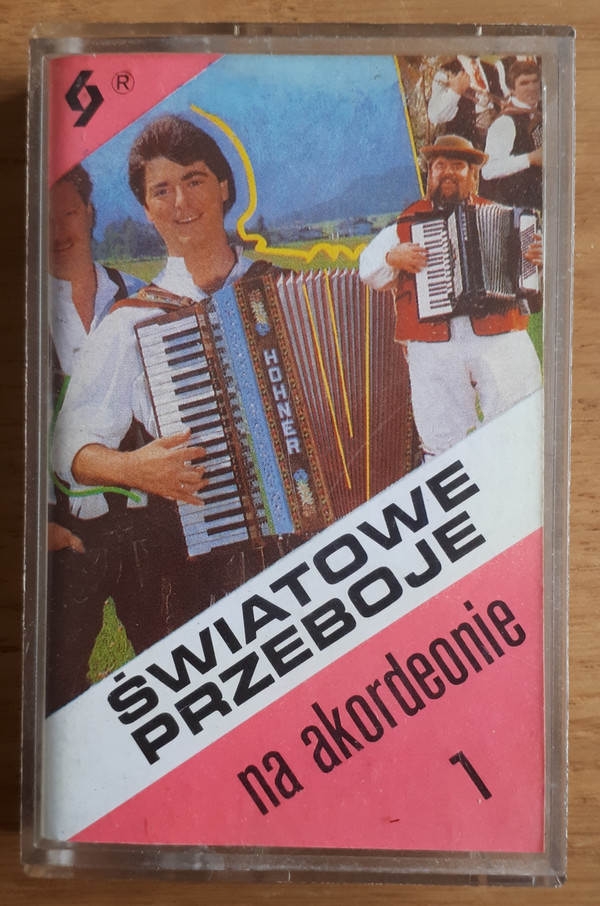 ®
HOHNER
ŚWIATOWE
PRZEBOJE
na akordeonie
1